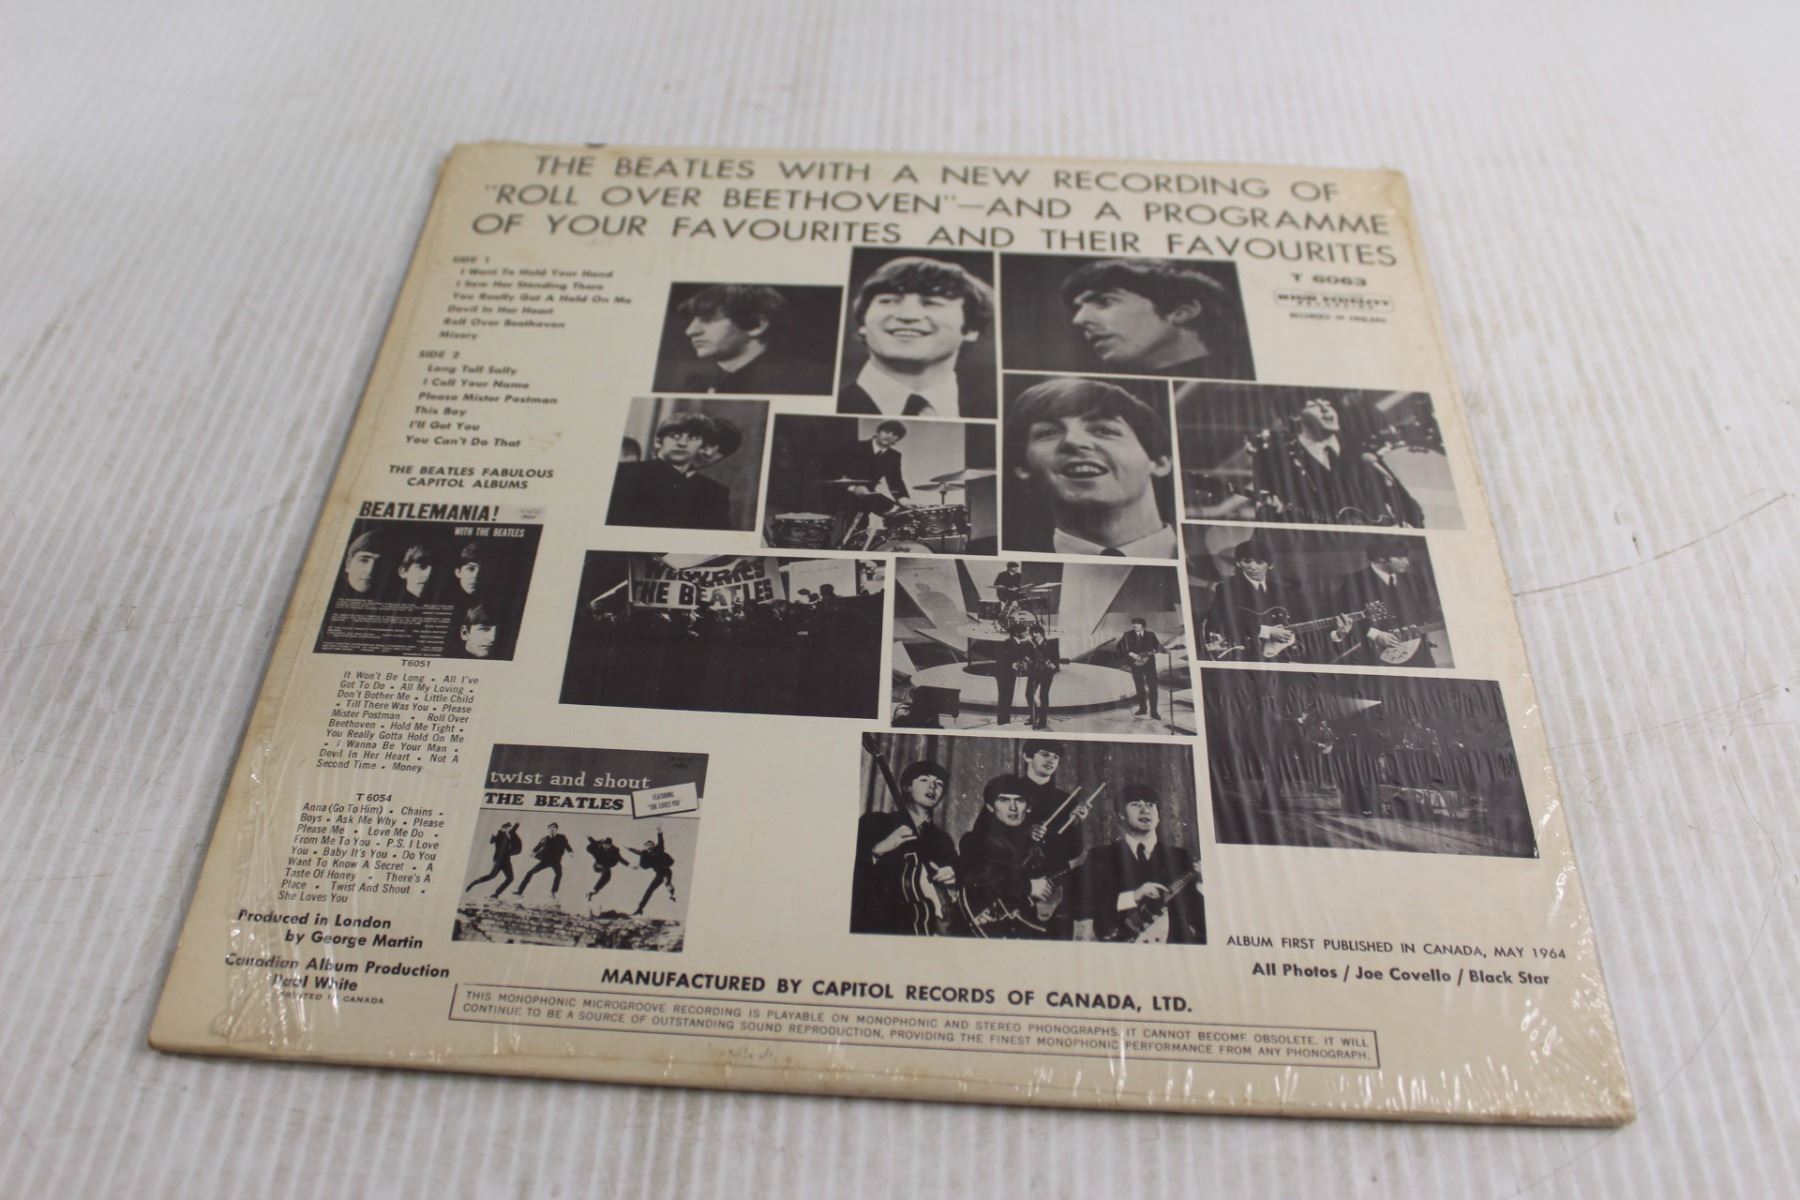 THE BEATLES WITH A NEW RECORDING OF
"ROLL OVER BEETHOVEN"—AND A PROGRAMME
OF YOUR FAVOURITES AND THEIR FAVOURITES
T 6063
HIGH FIDELITY
RECORDED IN ENGLAND
SIDE 1
I Want To Hold Your Hand
I Saw Her Standing There
You Really Got A Hold On Me
Devil In Her Heart
Roll Over Beethoven
Misery
SIDE 2
Long Tall Sally
I Call Your Name
Please Mister Postman
This Boy
I'll Get You
You Can't Do That
THE BEATLES FABULOUS
CAPITOL ALBUMS
BEATLEMANIA!
WITH THE BEATLES
T6051
It Won't Be Long • All I've
Got To Do • All My Loving •
Don't Bother Me • Little Child
• Till There Was You • Please
Mister Postman • Roll Over
Beethoven • Hold Me Tight •
You Really Gotta Hold On Me
• I Wanna Be Your Man •
Devil In Her Heart • Not A
Second Time • Money
T 6054
Anna (Go To Him) • Chains •
Boys • Ask Me Why • Please
Please Me • Love Me Do •
From Me To You • P.S. I Love
You • Baby It's You • Do You
Want To Know A Secret • A
Taste Of Honey • There's A
Place • Twist And Shout •
She Loves You
twist and shout
THE BEATLES
FEATURING
"SHE LOVES YOU"
THE BEATLES
Produced in London
by George Martin
Canadian Album Production
Paul White
PRINTED IN CANADA
ALBUM FIRST PUBLISHED IN CANADA, MAY 1964
All Photos / Joe Covello / Black Star
MANUFACTURED BY CAPITOL RECORDS OF CANADA, LTD.
THIS MONOPHONIC MICROGROOVE RECORDING IS PLAYABLE ON MONOPHONIC AND STEREO PHONOGRAPHS. IT CANNOT BECOME OBSOLETE. IT WILL
CONTINUE TO BE A SOURCE OF OUTSTANDING SOUND REPRODUCTION, PROVIDING THE FINEST MONOPHONIC PERFORMANCE FROM ANY PHONOGRAPH.